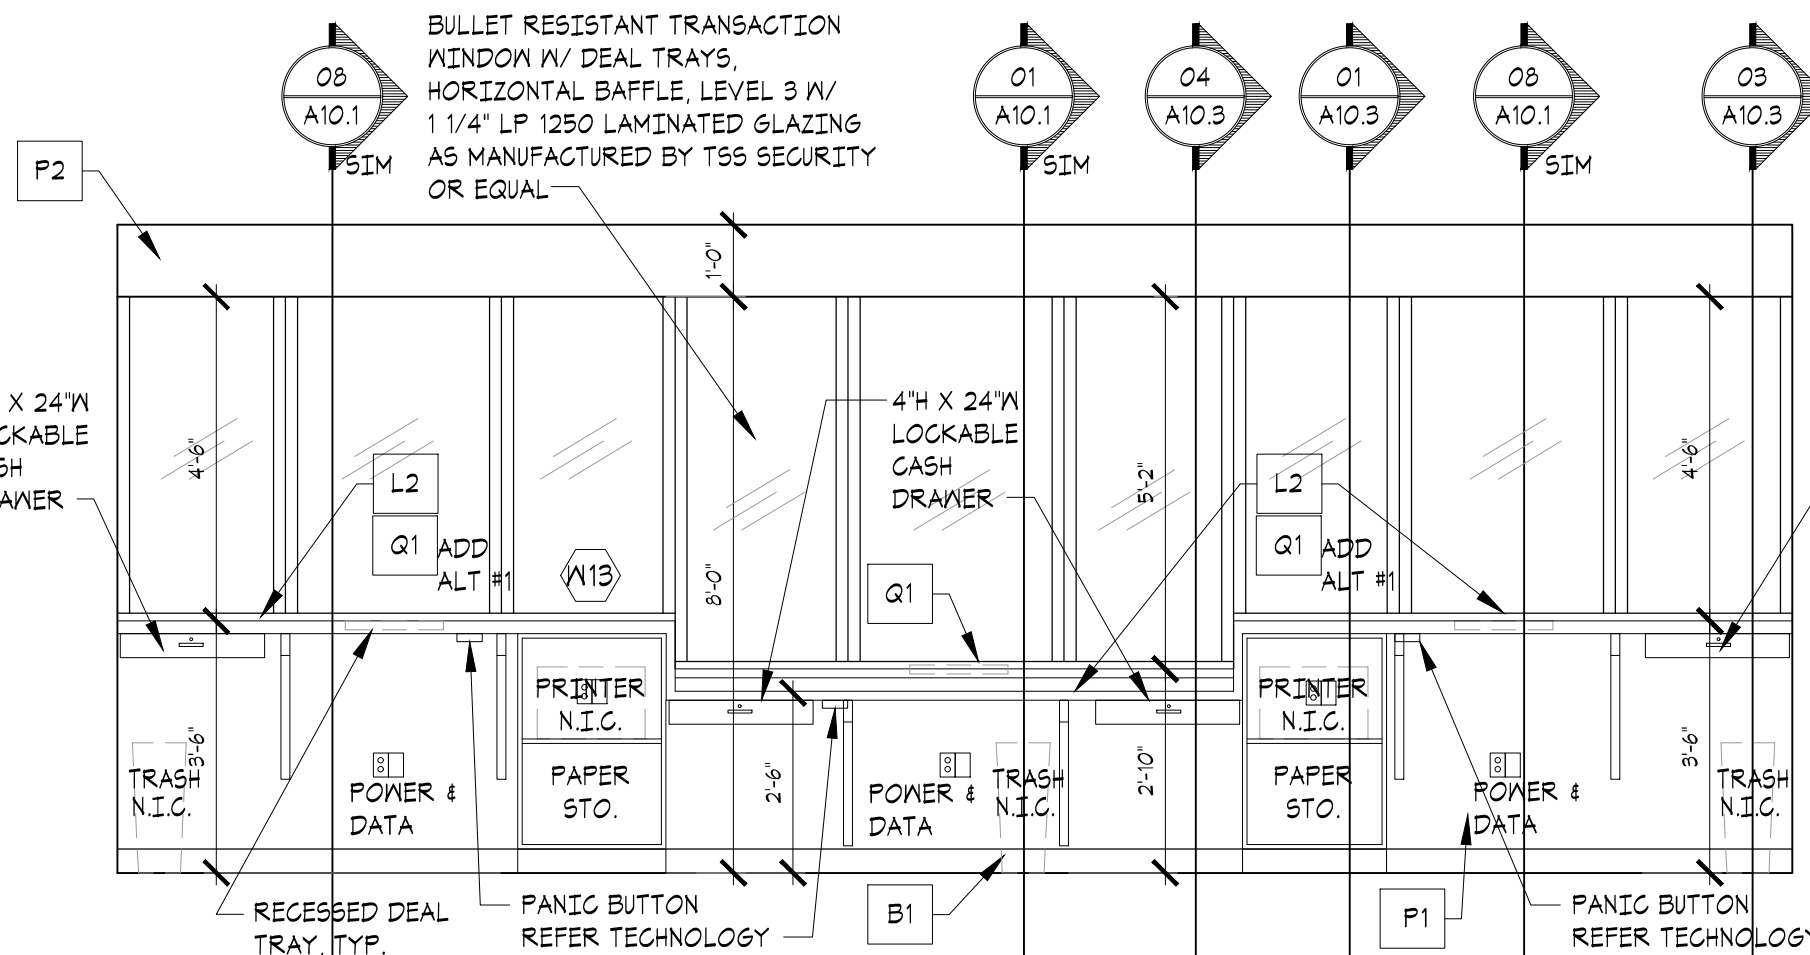 BULLET RESISTANT TRANSACTION
WINDOW W/ DEAL TRAYS,
HORIZONTAL BAFFLE, LEVEL 3 W/
1 1/4" LP 1250 LAMINATED GLAZING
AS MANUFACTURED BY TSS SECURITY
OR EQUAL
08
A10.1
SIM
01
A10.1
SIM
04
A10.3
01
A10.3
08
A10.1
SIM
03
A10.3
P2
1'-0"
X 24"W
4"H X 24"W
LOCKABLE
CASH
DRAWER
4'-6"
5'-2"
4'-6"
L2
Q1
ADD
ALT #1
W13
8'-0"
Q1
L2
Q1
ADD
ALT #1
PRINTER
N.I.C.
PRINTER
N.I.C.
3'-6"
TRASH
N.I.C.
POWER &
DATA
PAPER
STO.
2'-6"
POWER &
DATA
TRASH
N.I.C.
2'-10"
PAPER
STO.
POWER &
DATA
3'-6"
TRASH
N.I.C.
RECESSED DEAL
TRAY, TYP.
PANIC BUTTON
REFER TECHNOLOGY
B1
P1
PANIC BUTTON
REFER TECHNOLOGY